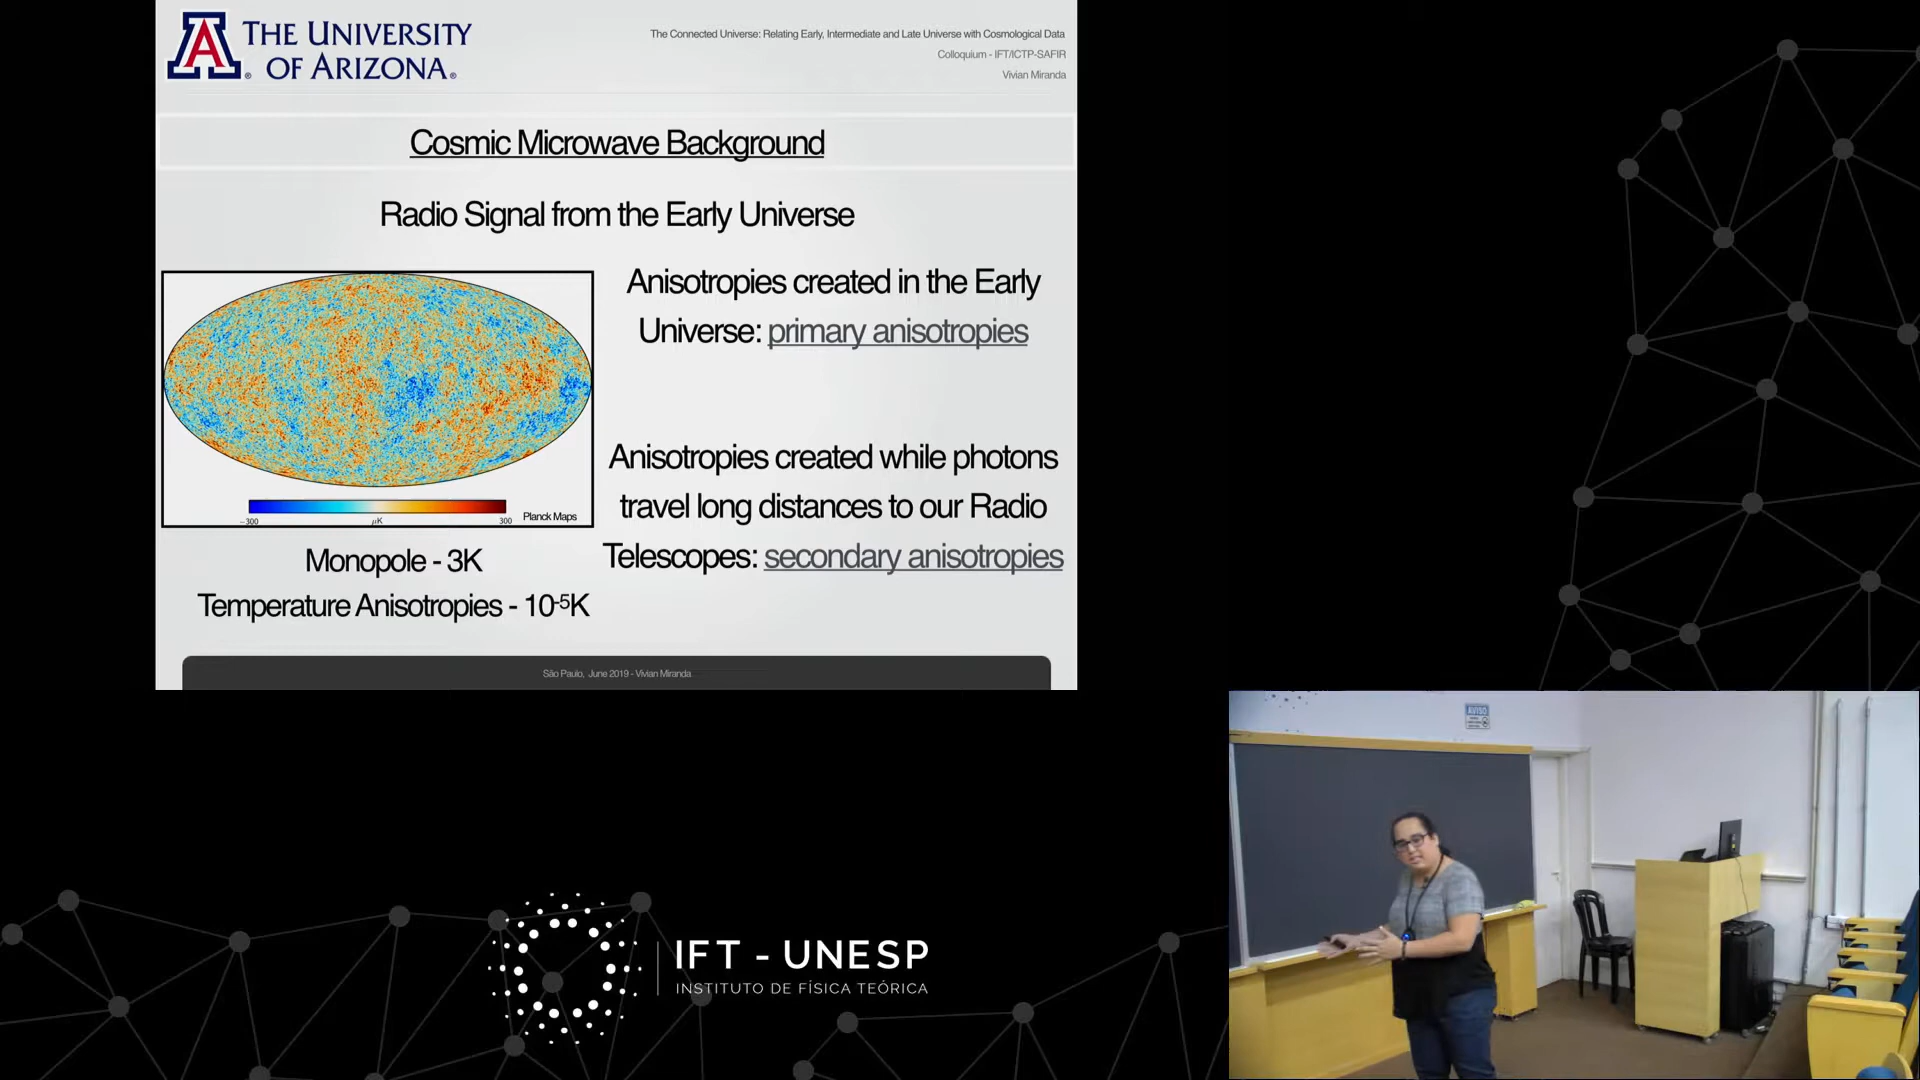 THE UNIVERSITY
OF ARIZONA®
The Connected Universe: Relating Early, Intermediate and Late Universe with Cosmological Data
Colloquium - IFT/ICTP-SAFIR
Vivian Miranda
Cosmic Microwave Background
Radio Signal from the Early Universe
Anisotropies created in the Early
Universe: primary anisotropies
Anisotropies created while photons
travel long distances to our Radio
Telescopes: secondary anisotropies
-300 μK 300 Planck Maps
Monopole - 3K
Temperature Anisotropies - 10⁻⁵K
São Paulo, June 2019 - Vivian Miranda
AVISO
IFT - UNESP
INSTITUTO DE FÍSICA TEÓRICA